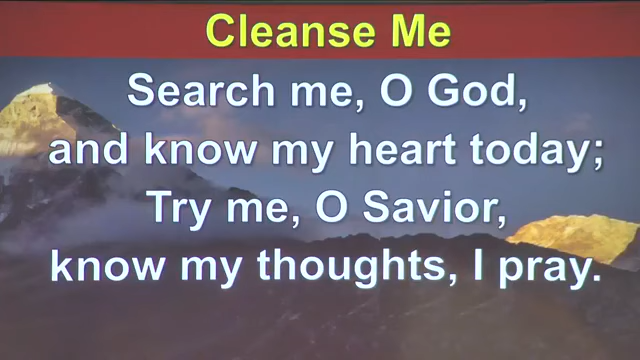 Cleanse Me
Search me, O God,
and know my heart today;
Try me, O Savior,
know my thoughts, I pray.